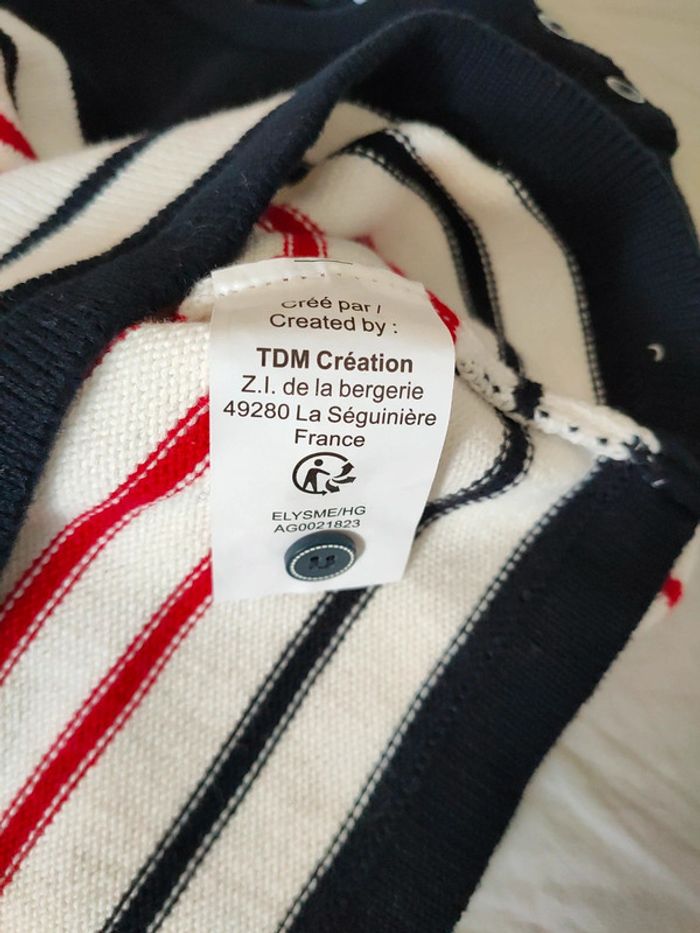 Créé par /
Created by :
TDM Création
Z.I. de la bergerie
49280 La Séguinière
France
ELYSME/HG
AG0021823